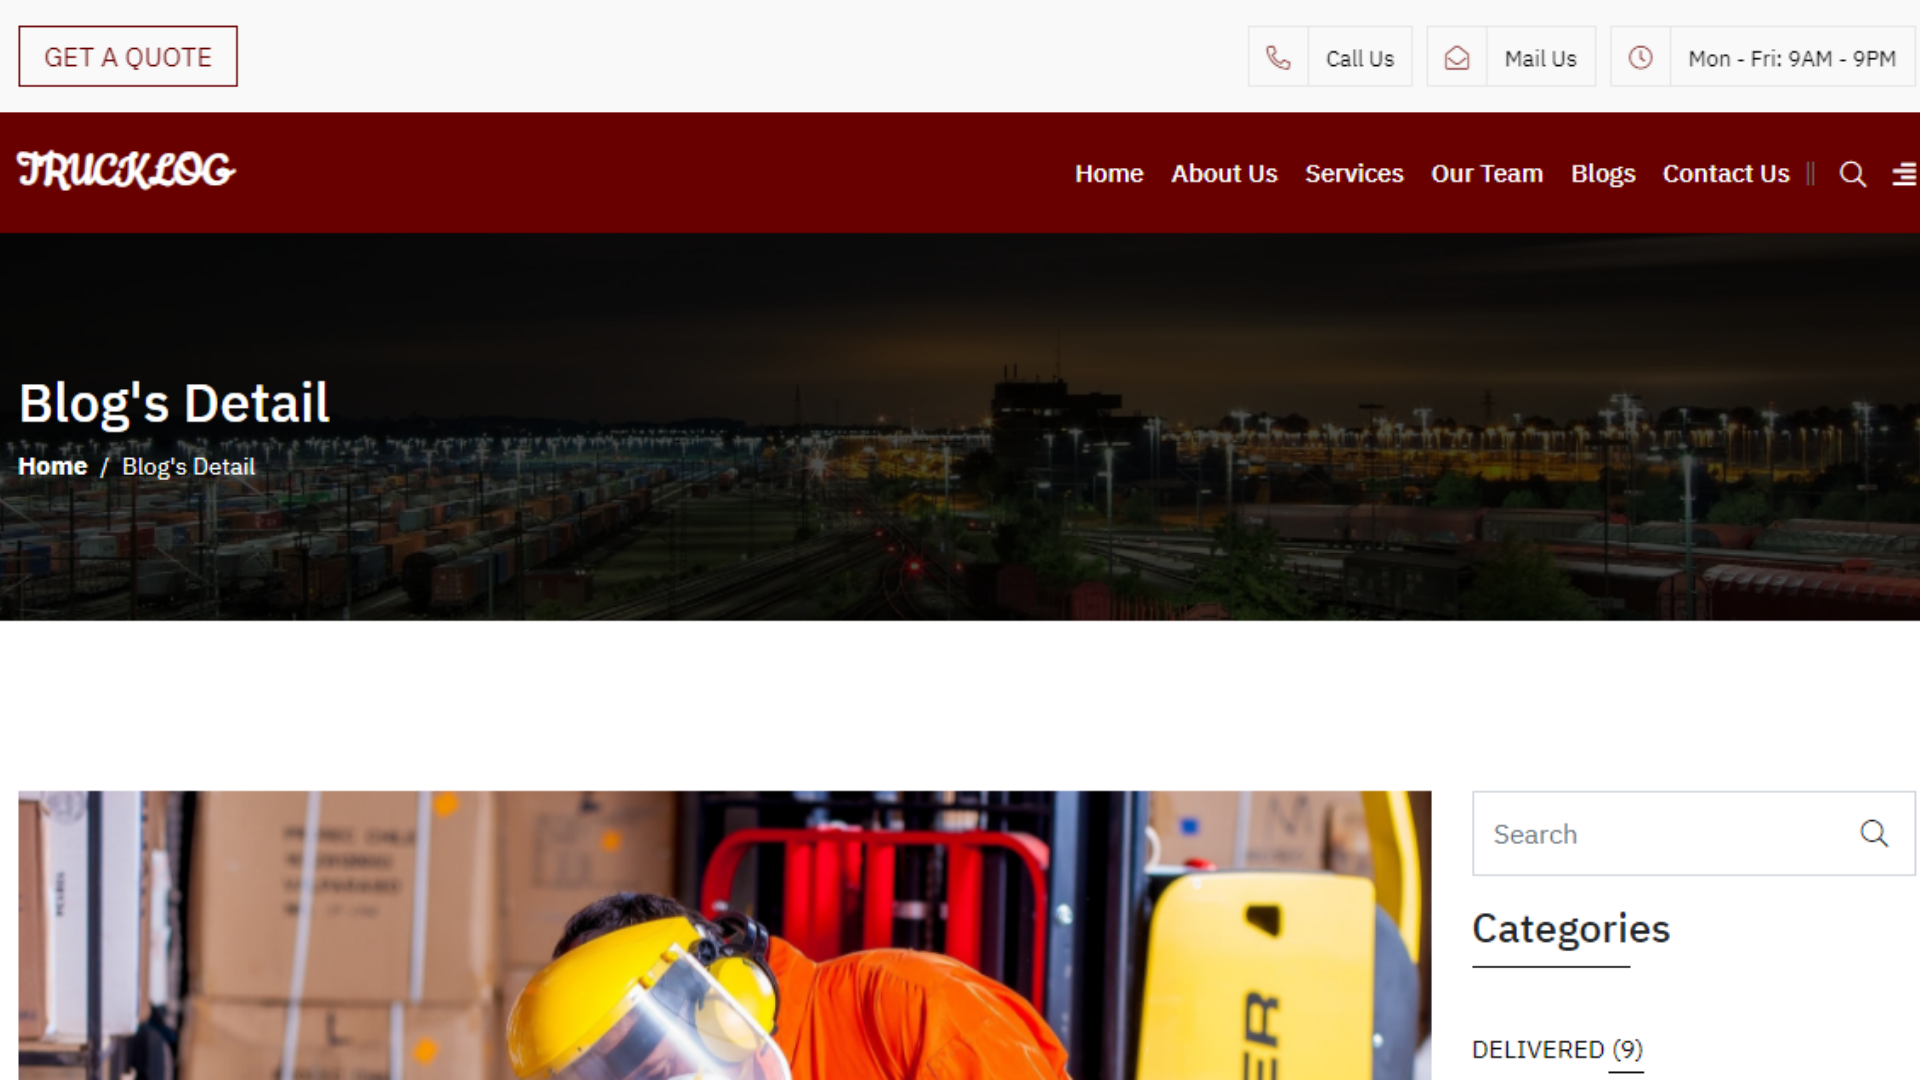 GET A QUOTE
Call Us
Mail Us
Mon - Fri: 9AM - 9PM
TRUCKLOG
Home About Us Services Our Team Blogs Contact Us
Blog's Detail
Home / Blog's Detail
Search
Categories
DELIVERED (9)
ER